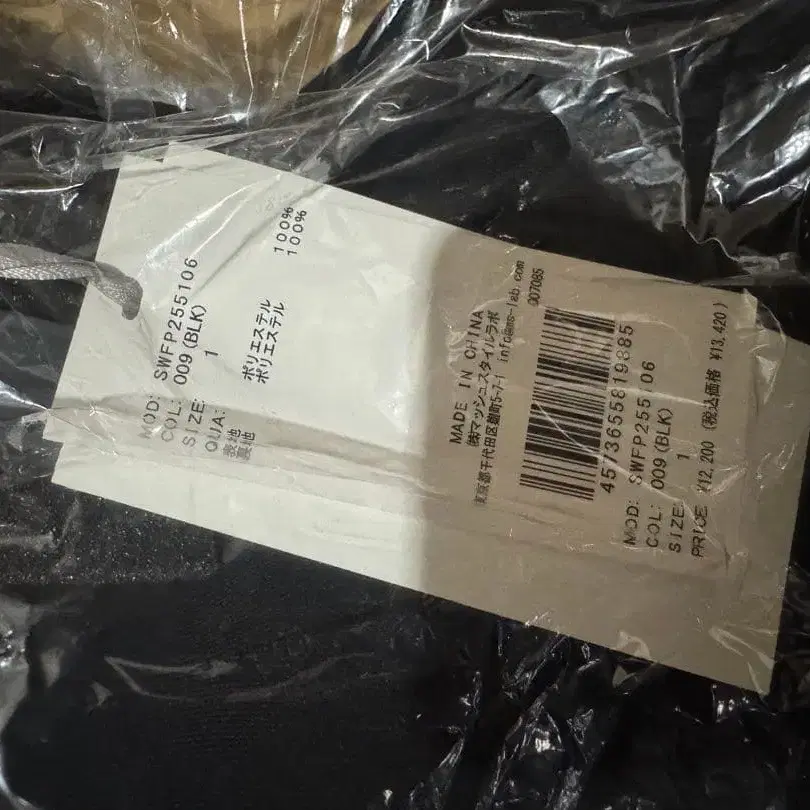 MOD: SWFP255106
COL: 009(BLK)
SIZE: 1
QUA:
表地 ポリエステル 100%
裏地 ポリエステル 100%
MADE IN CHINA
㈱マッシュスタイルラボ
東京都千代田区麹町5-7-1 info@ms-lab.com
007085
4573655819885
MOD: SWFP255106
COL: 009(BLK)
SIZE: 1
PRICE ¥12,200 (税込価格 ¥13,420)